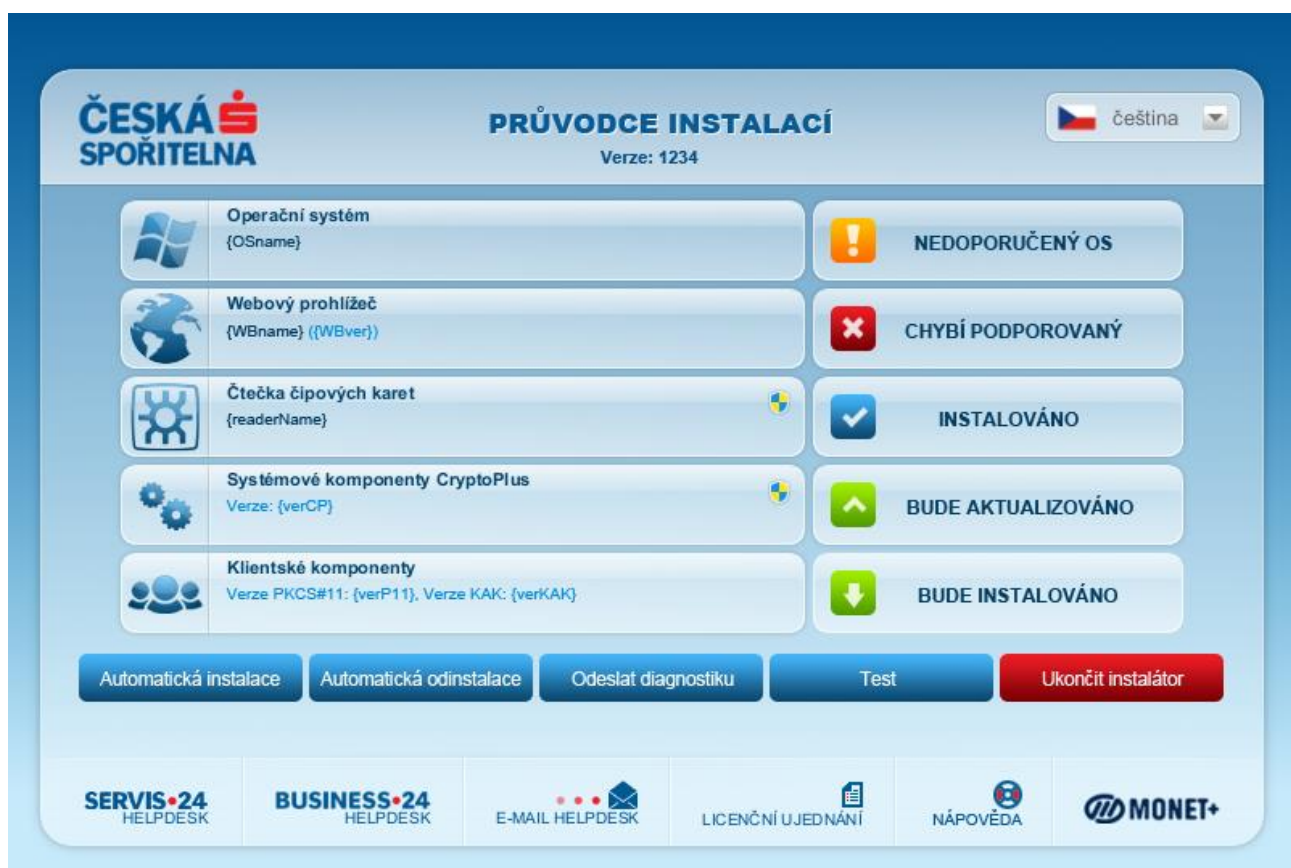 ČESKÁ
SPOŘITELNA
PRŮVODCE INSTALACÍ
Verze: 1234
čeština
Operační systém
{OSname}
NEDOPORUČENÝ OS
Webový prohlížeč
{WBname} ({WBver})
CHYBÍ PODPOROVANÝ
Čtečka čipových karet
{readerName}
INSTALOVÁNO
Systémové komponenty CryptoPlus
Verze: {verCP}
BUDE AKTUALIZOVÁNO
Klientské komponenty
Verze PKCS#11: {verP11}, Verze KAK: {verKAK}
BUDE INSTALOVÁNO
Automatická instalace
Automatická odinstalace
Odeslat diagnostiku
Test
Ukončit instalátor
SERVIS•24
HELPDESK
BUSINESS•24
HELPDESK
E-MAIL HELPDESK
LICENČNÍ UJEDNÁNÍ
NÁPOVĚDA
MONET+